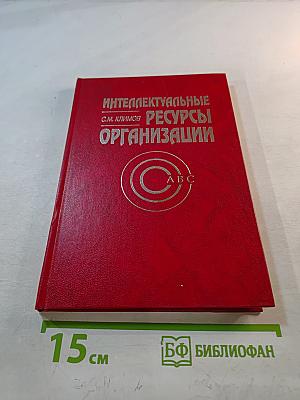 ИНТЕЛЛЕКТУАЛЬНЫЕ
С.М. КЛИМОВ РЕСУРСЫ
ОРГАНИЗАЦИИ
С АВС
15 см
БФ БИБЛИОФАН